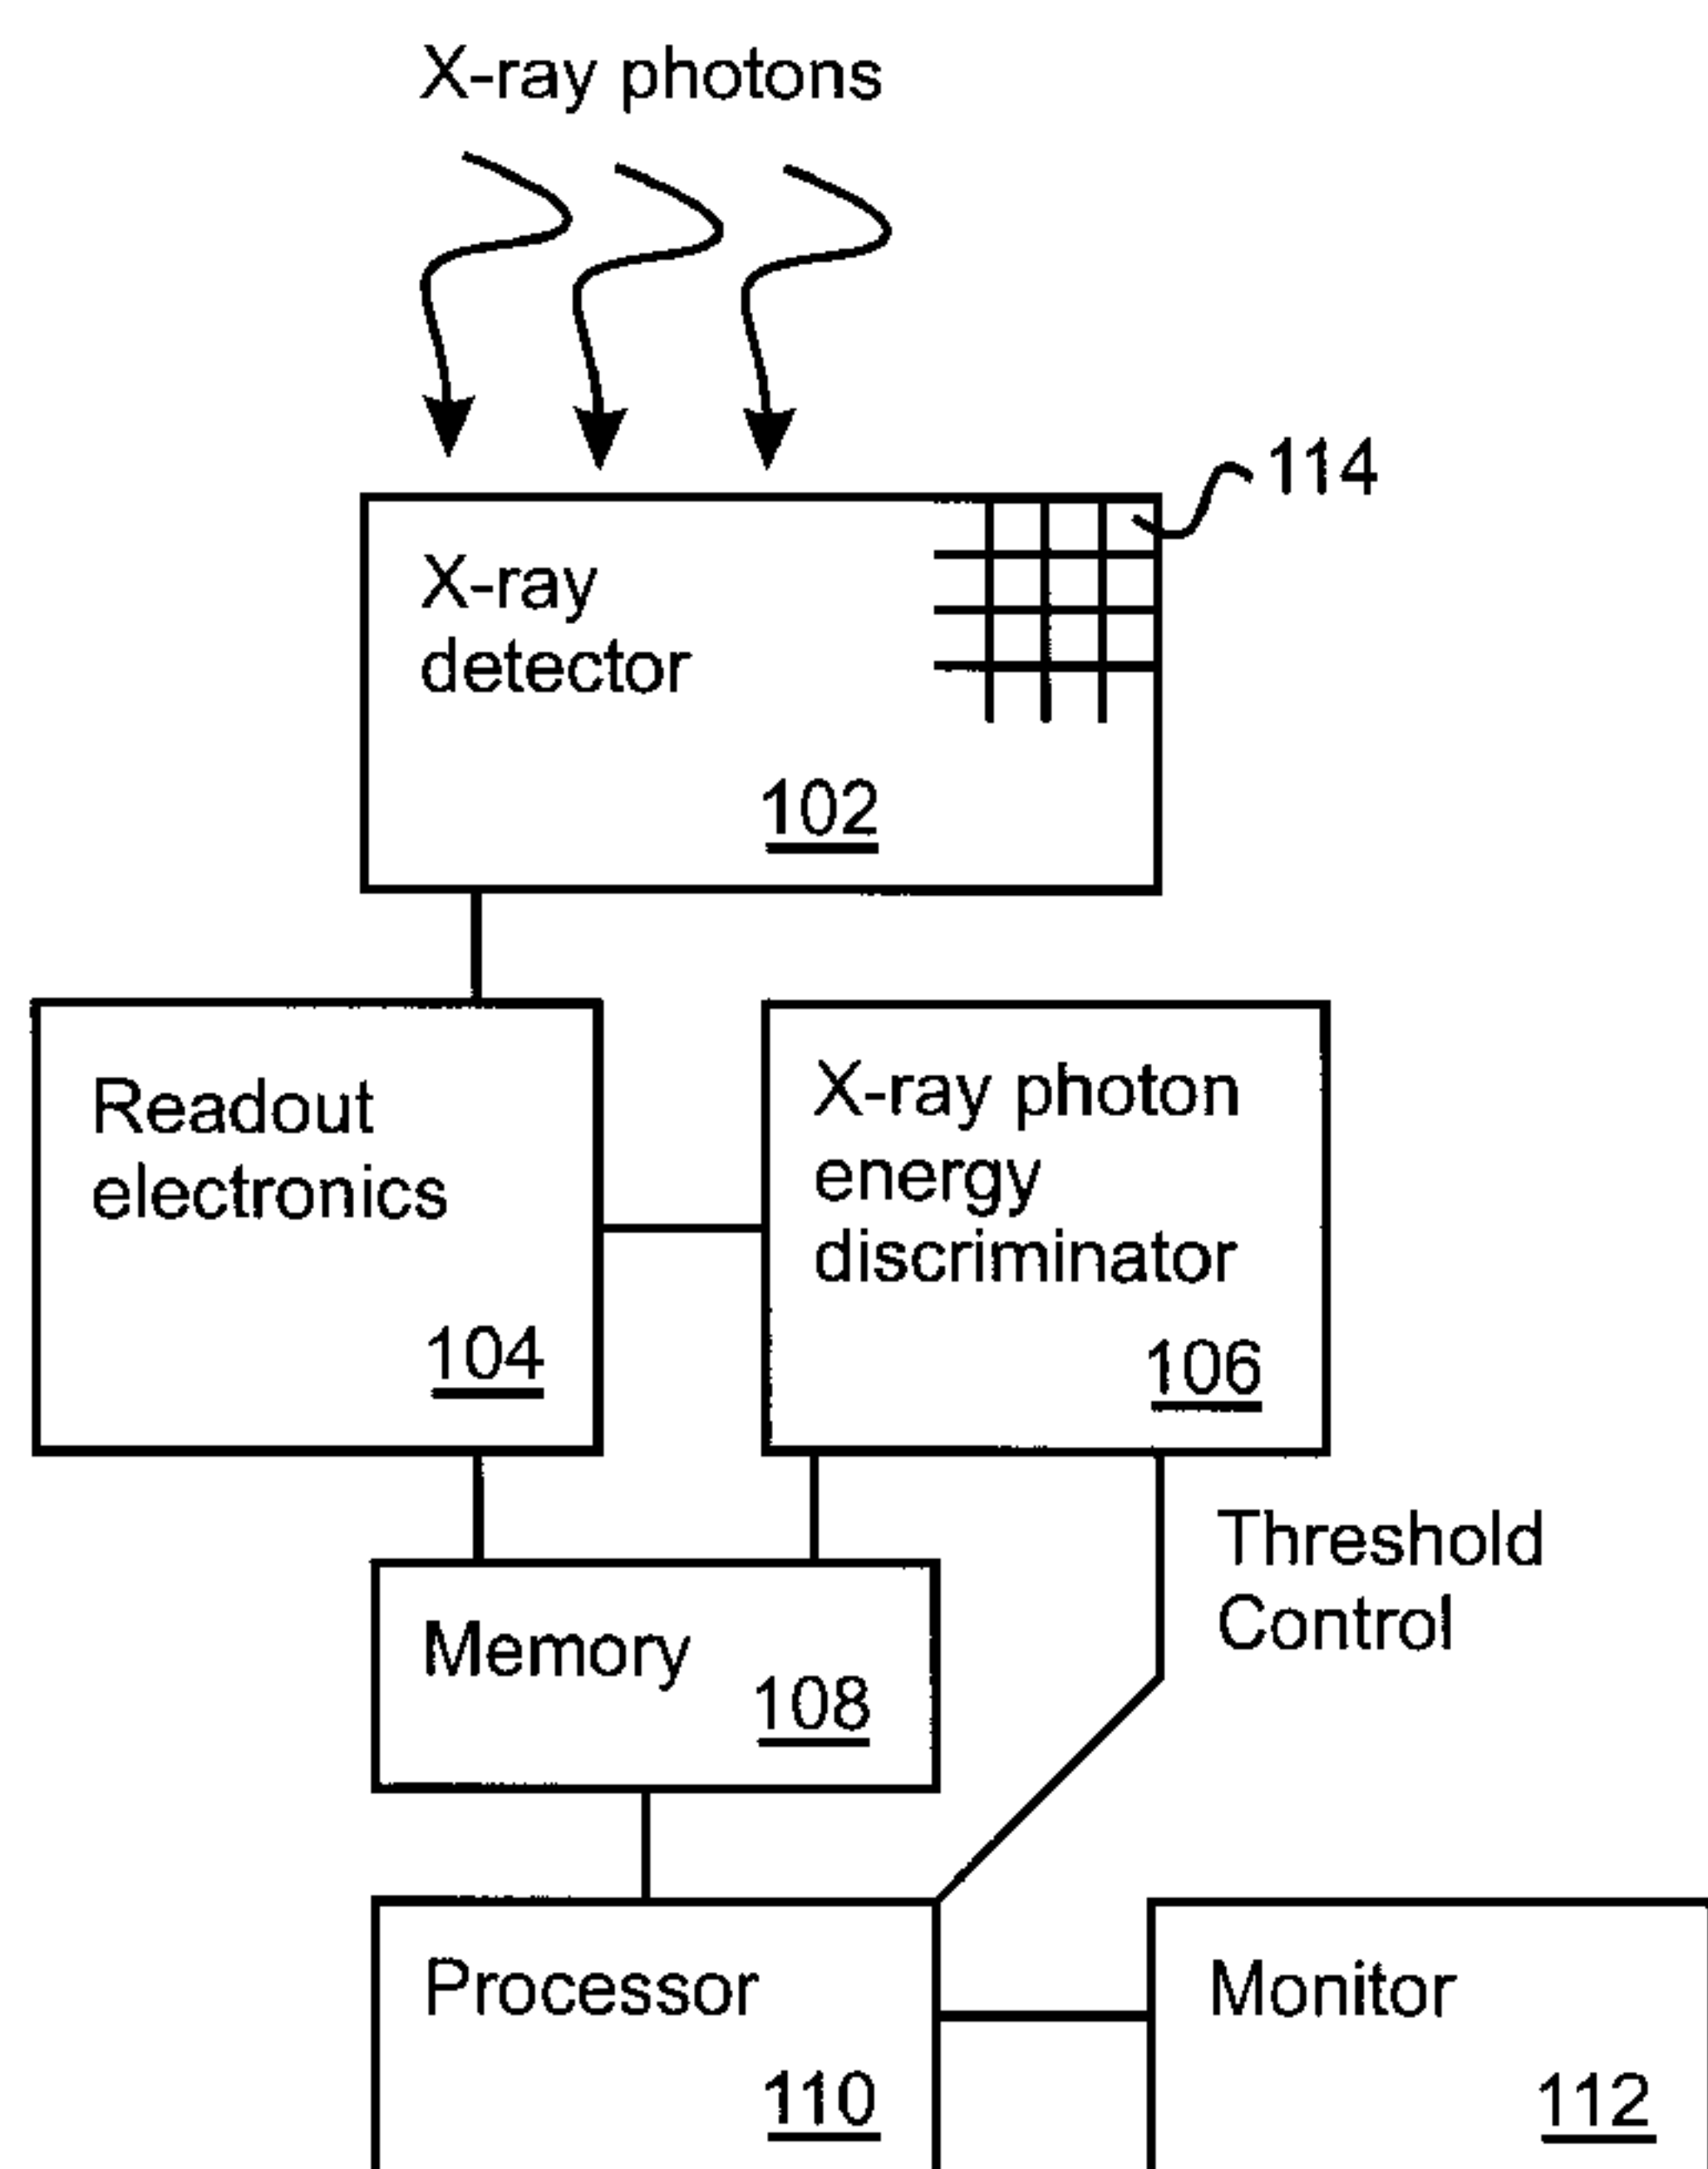 X-ray photons
114
X-ray
detector
102
Readout
electronics
104
X-ray photon
energy
discriminator
106
Threshold
Control
Memory
108
Processor
110
Monitor
112